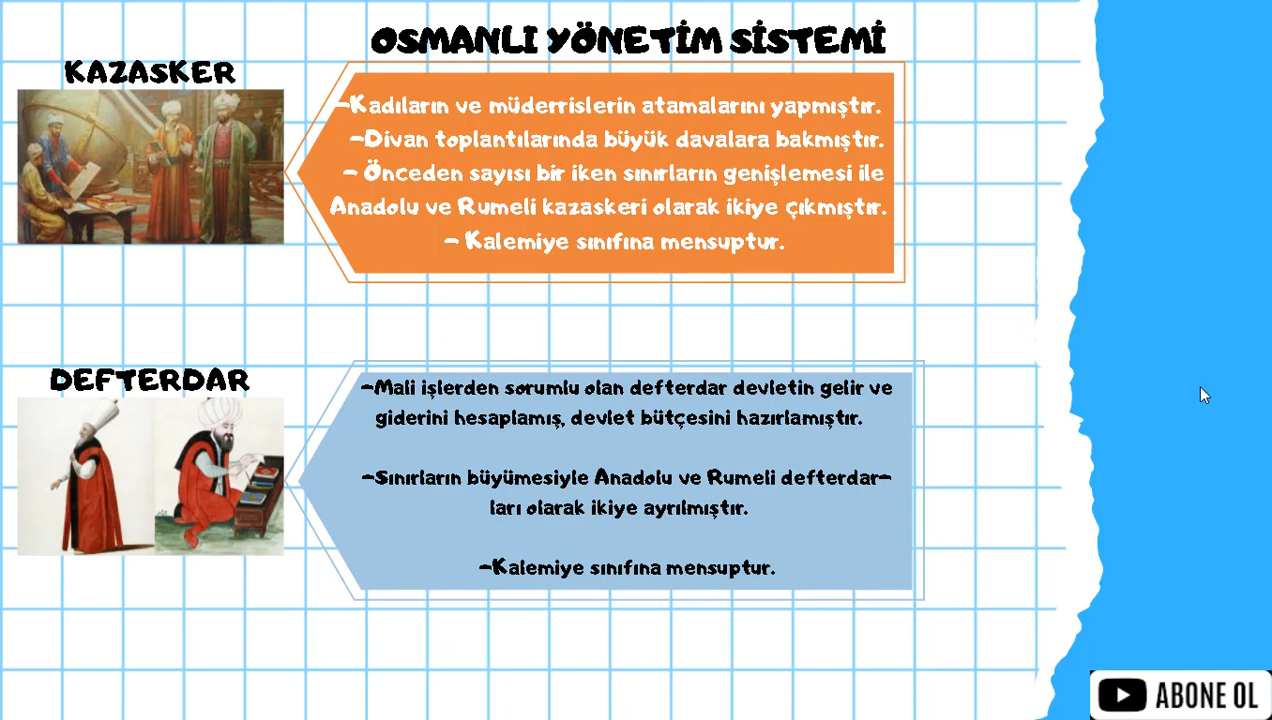 OSMANLI YÖNETİM SİSTEMİ
KAZASKER
-Kadıların ve müderrislerin atamalarını yapmıştır.
-Divan toplantılarında büyük davalara bakmıştır.
- Önceden sayısı bir iken sınırların genişlemesi ile
Anadolu ve Rumeli kazaskeri olarak ikiye çıkmıştır.
- Kalemiye sınıfına mensuptur.
DEFTERDAR
-Mali işlerden sorumlu olan defterdar devletin gelir ve
giderini hesaplamış, devlet bütçesini hazırlamıştır.
-Sınırların büyümesiyle Anadolu ve Rumeli defterdar-
ları olarak ikiye ayrılmıştır.
-Kalemiye sınıfına mensuptur.
ABONE OL